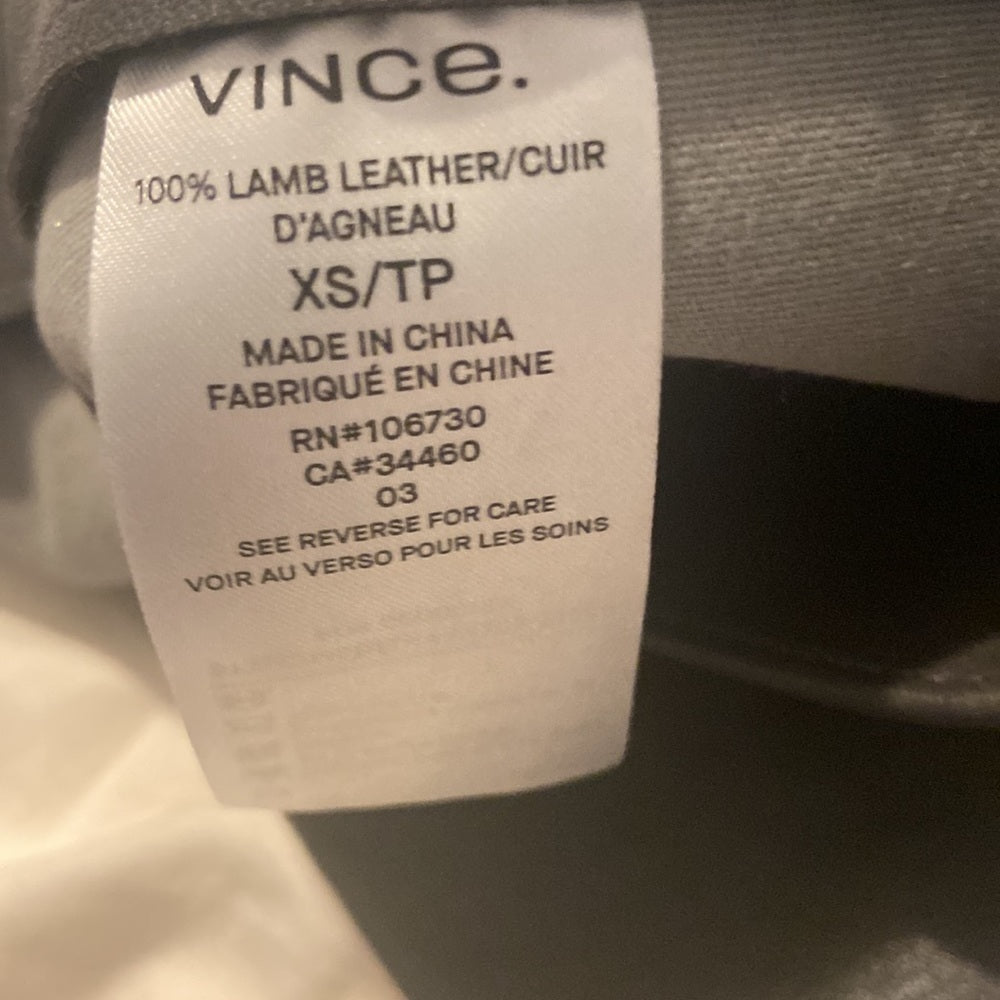 VINCe.
100% LAMB LEATHER/CUIR
D'AGNEAU
XS/TP
MADE IN CHINA
FABRIQUÉ EN CHINE
RN#106730
CA#34460
03
SEE REVERSE FOR CARE
VOIR AU VERSO POUR LES SOINS